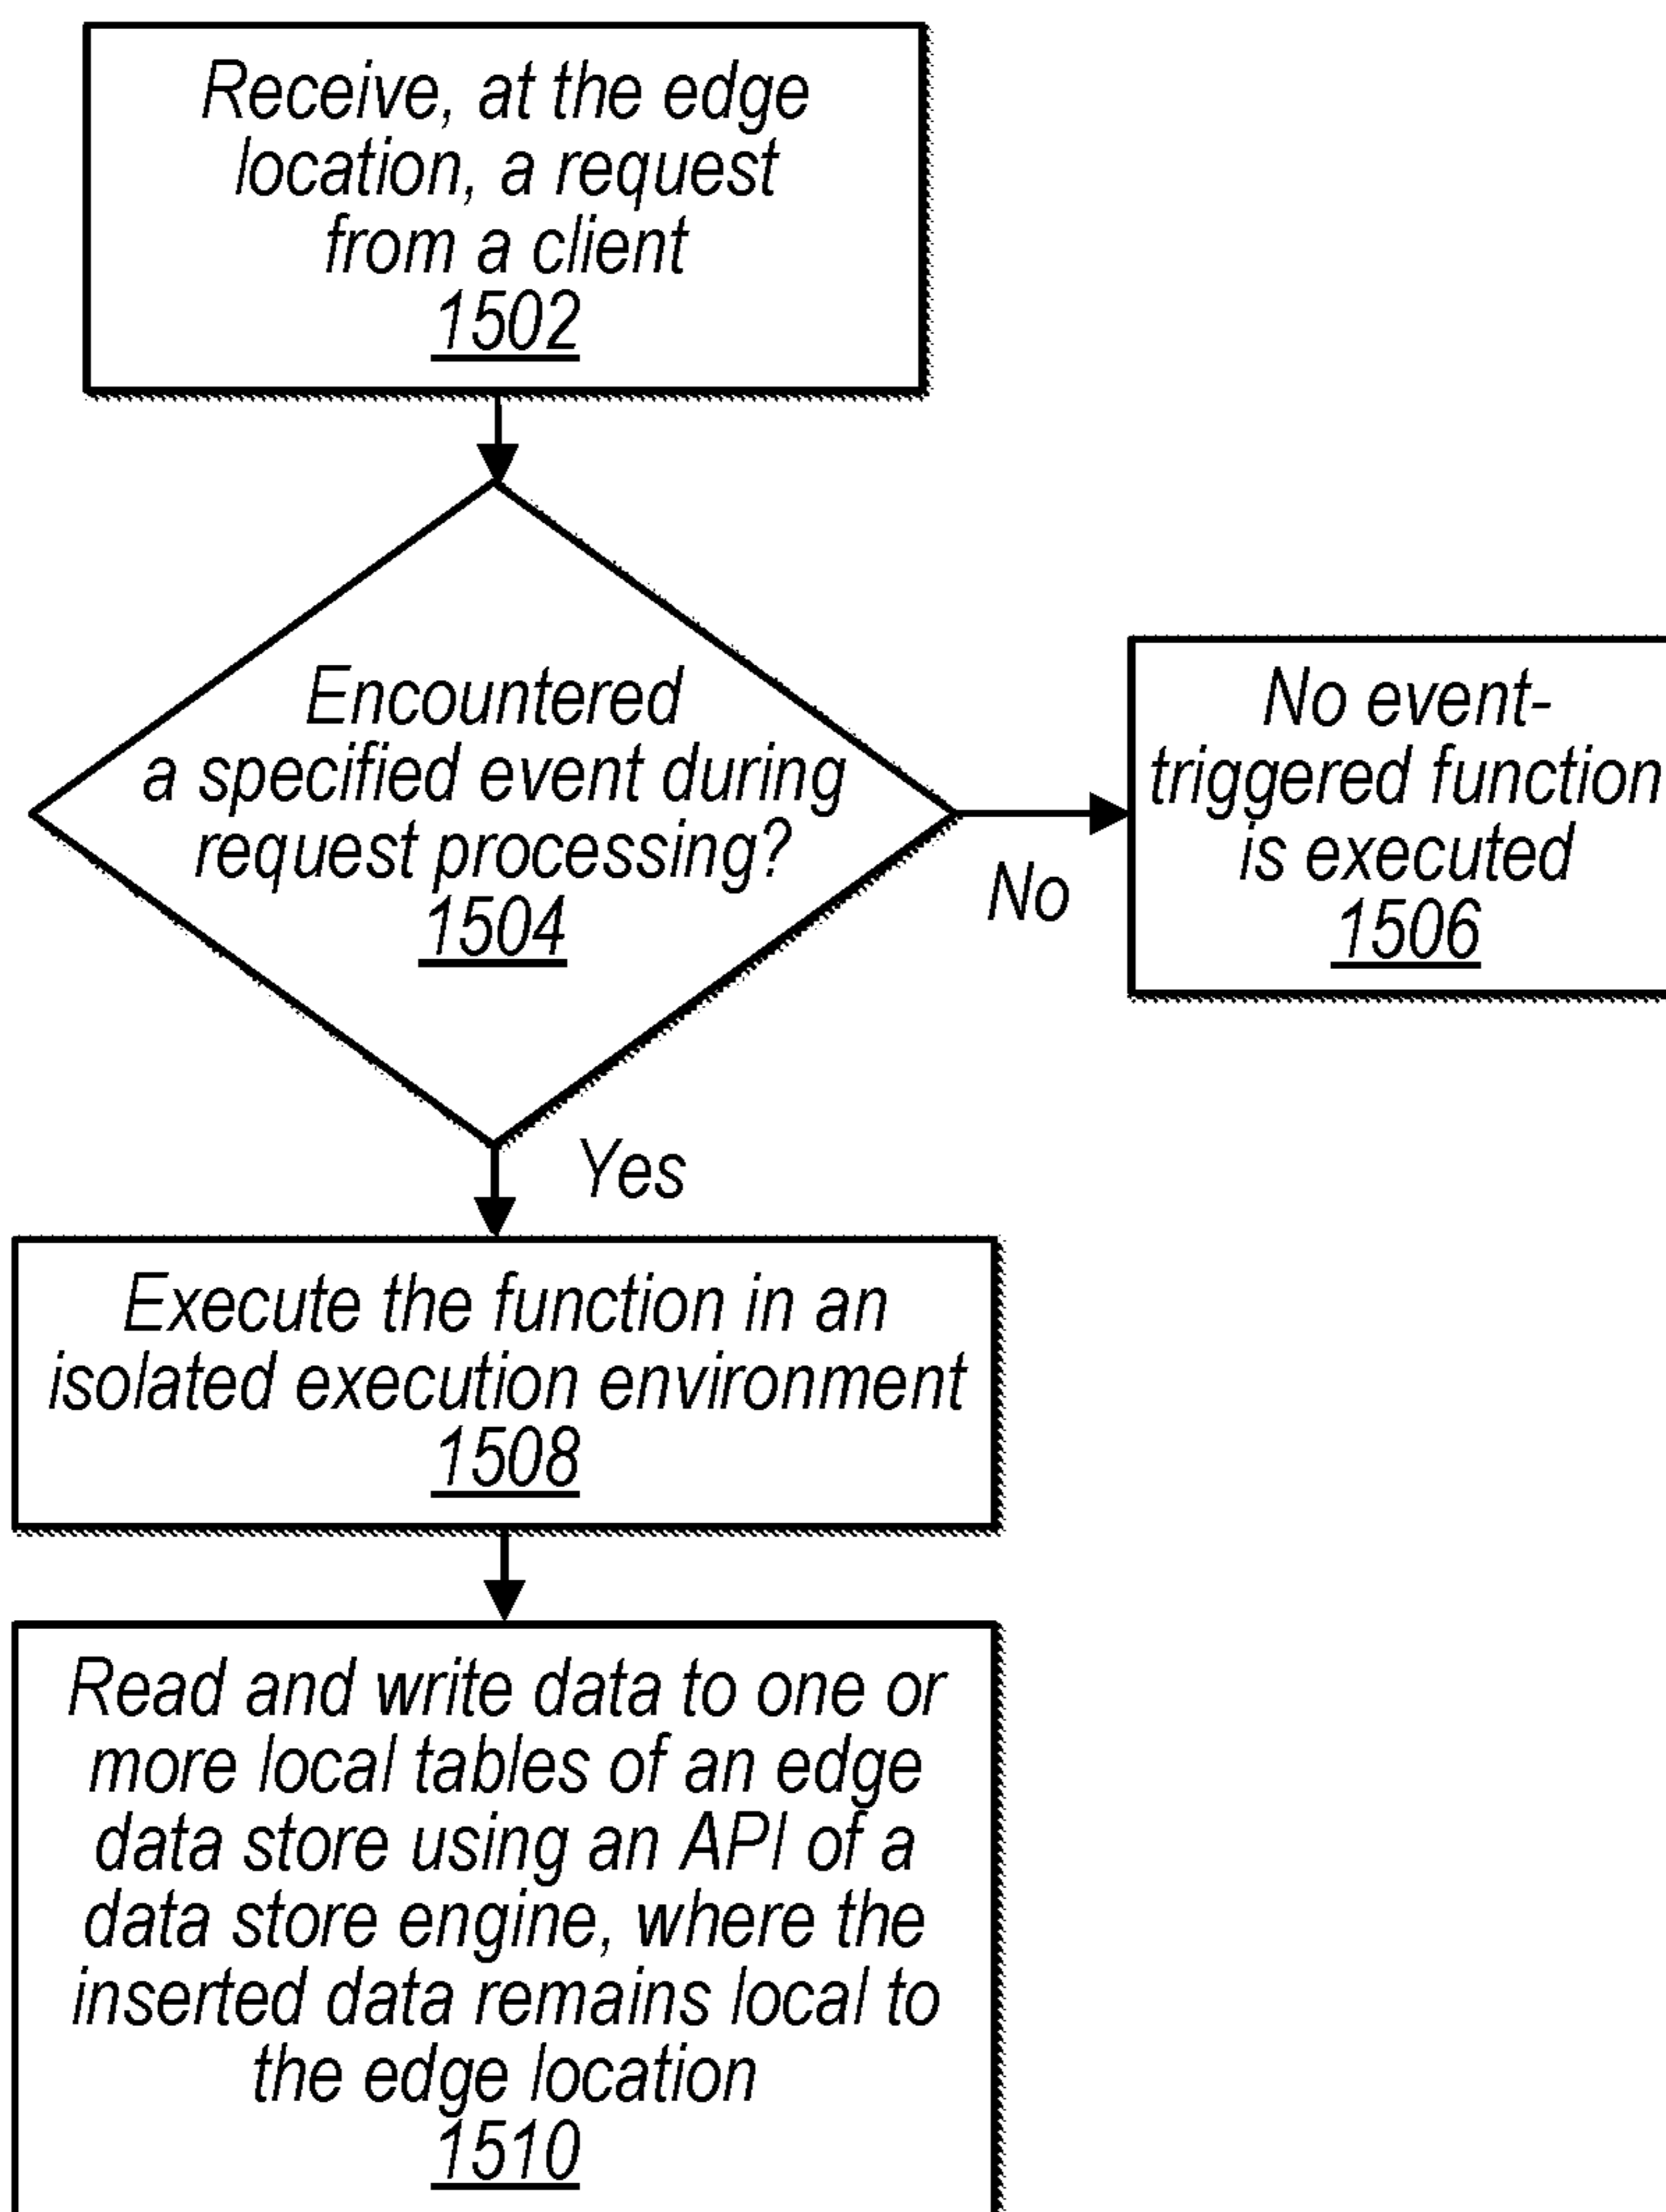 Receive, at the edge
location, a request
from a client
1502
Encountered
a specified event during
request processing?
1504
No
No event-
triggered function
is executed
1506
Yes
Execute the function in an
isolated execution environment
1508
Read and write data to one or
more local tables of an edge
data store using an API of a
data store engine, where the
inserted data remains local to
the edge location
1510